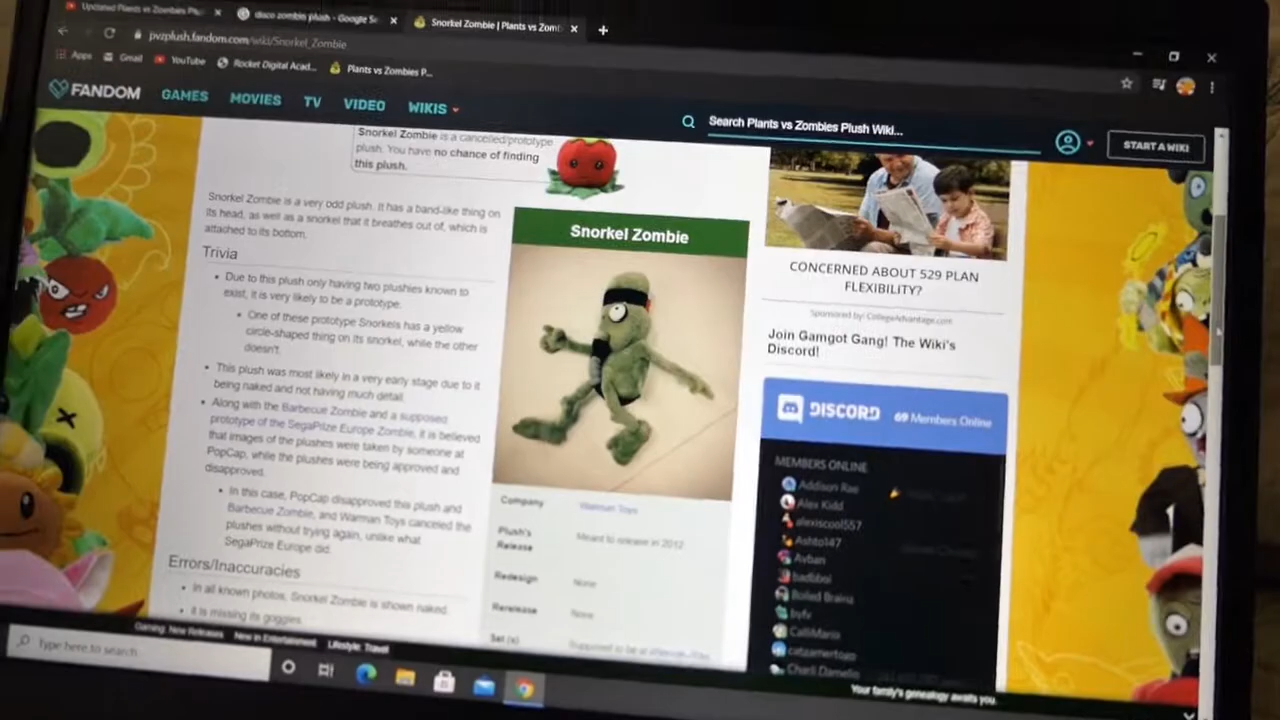 Updated Plants vs Zombies Plu
disco zombie plush - Google S
Snorkel Zombie | Plants vs Zomb
pvzplush.fandom.com/wiki/Snorkel_Zombie
Apps
Gmail
YouTube
Rocket Digital Acad...
Plants vs Zombies P...
FANDOM
GAMES
MOVIES
TV
VIDEO
WIKIS
Search Plants vs Zombies Plush Wiki...
START A WIKI
Snorkel Zombie is a cancelled/prototype
plush. You have no chance of finding
this plush.
Snorkel Zombie is a very odd plush. It has a band-like thing on
its head, as well as a snorkel that it breathes out of, which is
attached to its bottom.
Trivia
Due to this plush only having two plushies known to
exist, it is very likely to be a prototype.
One of these prototype Snorkels has a yellow
circle-shaped thing on its snorkel, while the other
doesn't.
This plush was most likely in a very early stage due to it
being naked and not having much detail.
Along with the Barbecue Zombie and a supposed
prototype of the SegaPrize Europe Zombie, it is believed
that images of the plushes were taken by someone at
PopCap, while the plushes were being approved and
disapproved.
In this case, PopCap disapproved this plush and
Barbecue Zombie, and Warman Toys canceled the
plushes without trying again, unlike what
SegaPrize Europe did.
Errors/Inaccuracies
In all known photos, Snorkel Zombie is shown naked.
It is missing its goggles.
Snorkel Zombie
Company
Warman Toys
Plush's
Release
Meant to release in 2012
Redesign
None
Rerelease
None
Set (s)
Supposed to be
CONCERNED ABOUT 529 PLAN
FLEXIBILITY?
Sponsored by: CollegeAdvantage.com
Join Gamgot Gang! The Wiki's
Discord!
DISCORD
69 Members Online
MEMBERS ONLINE
Addison Rae
Alex Kidd
alexiscool557
Ashto147
Avban
badbboi
Boiled Brainz
byfir
CalliMaria
catzamertozo
Charli Damelio
Gaming: New Releases
New in Entertainment
Lifestyle: Travel
Your family's genealogy awaits you.
Type here to search